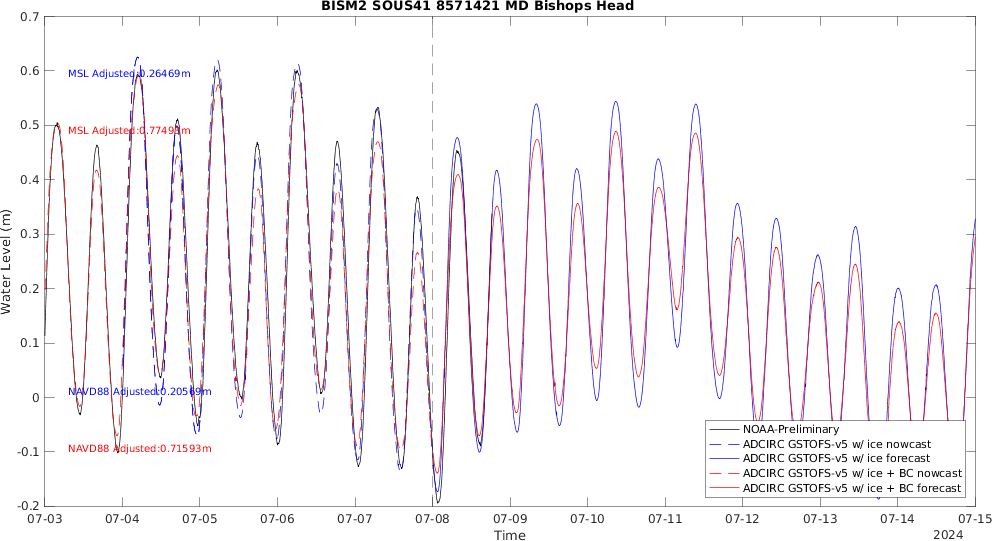 BISM2 SOUS41 8571421 MD Bishops Head
0.7
0.6
0.5
0.4
0.3
0.2
0.1
0
-0.1
-0.2
Water Level (m)
MSL Adjusted:0.26469m
MSL Adjusted:0.77491m
NAVD88 Adjusted:0.20569m
NAVD88 Adjusted:0.71593m
NOAA-Preliminary
ADCIRC GSTOFS-v5 w/ ice nowcast
ADCIRC GSTOFS-v5 w/ ice forecast
ADCIRC GSTOFS-v5 w/ ice + BC nowcast
ADCIRC GSTOFS-v5 w/ ice + BC forecast
07-03 07-04 07-05 07-06 07-07 07-08 07-09 07-10 07-11 07-12 07-13 07-14 07-15
Time
2024